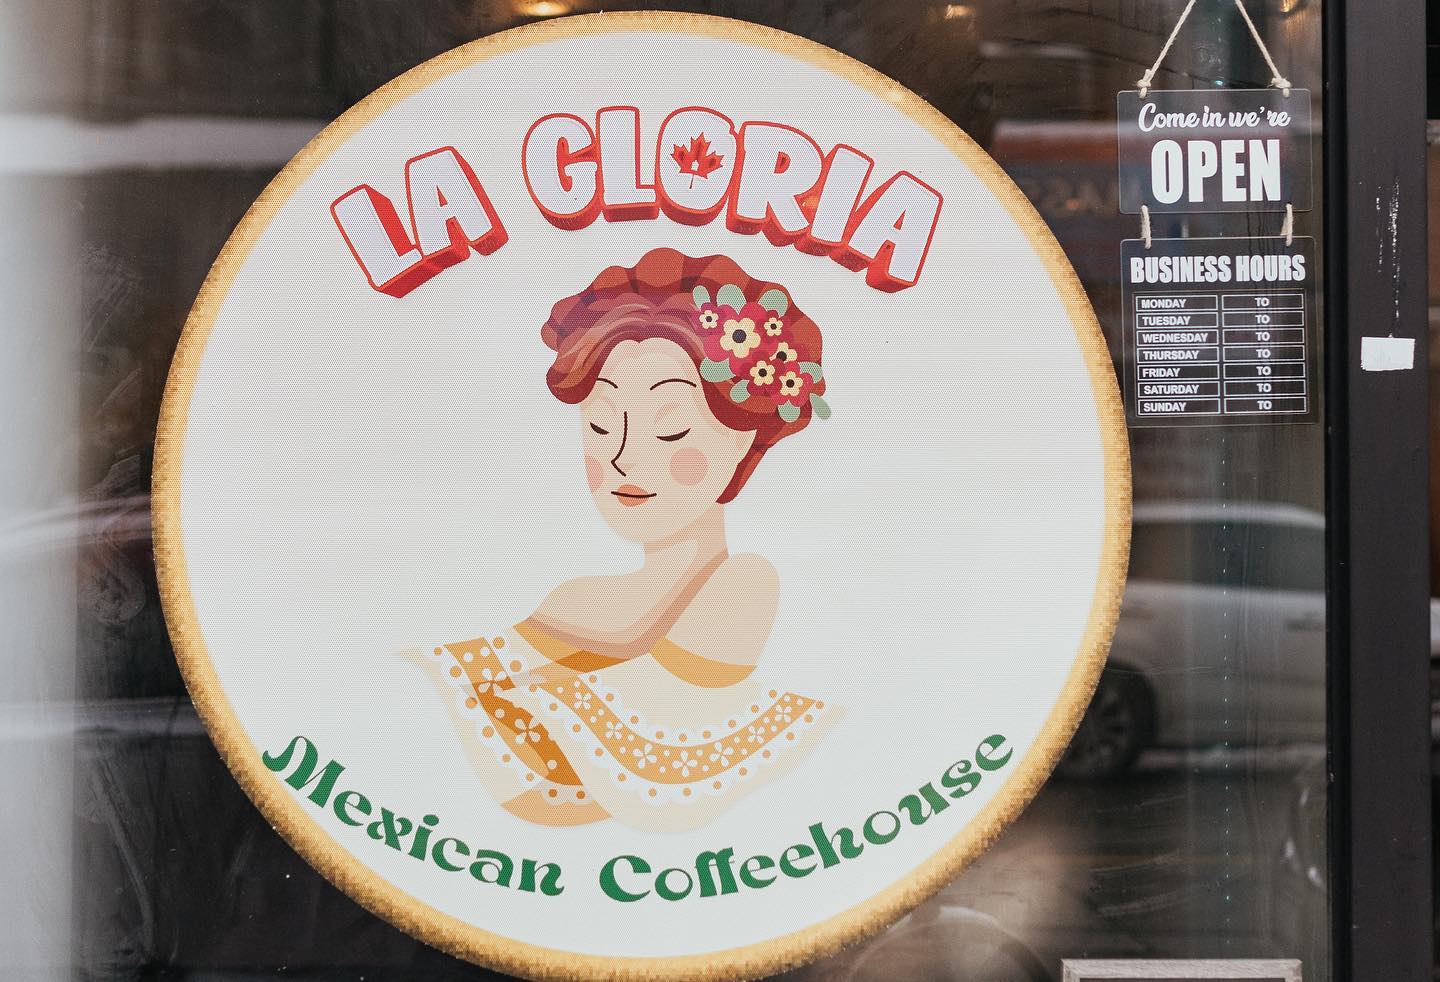 LA GLORIA
Mexican Coffeehouse
Come in we're
OPEN
BUSINESS HOURS
MONDAY TO
TUESDAY TO
WEDNESDAY TO
THURSDAY TO
FRIDAY TO
SATURDAY TO
SUNDAY TO